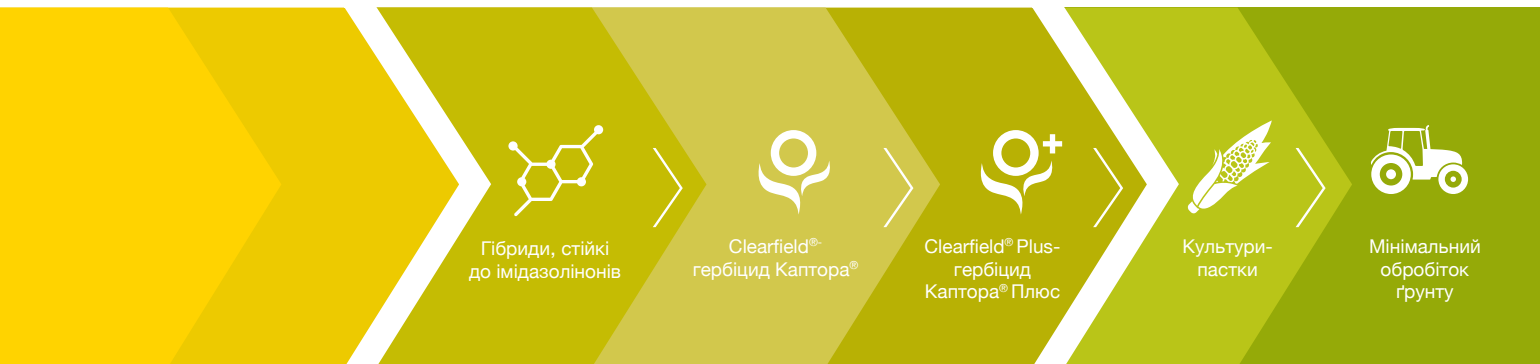 Гібриди, стійкі
до імідазолінонів
Clearfield®-
гербіцид Каптора®
Clearfield® Plus-
гербіцид
Каптора® Плюс
Культури-
пастки
Мінімальний
обробіток
ґрунту